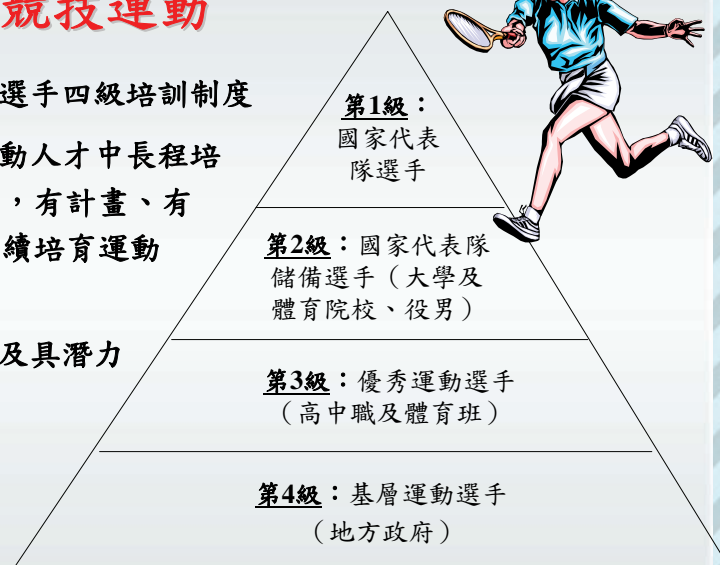 競技運動
選手四級培訓制度
動人才中長程培
，有計畫、有
續培育運動
及具潛力
第1級：
國家代表
隊選手
第2級：國家代表隊
儲備選手（大學及
體育院校、役男）
第3級：優秀運動選手
（高中職及體育班）
第4級：基層運動選手
（地方政府）